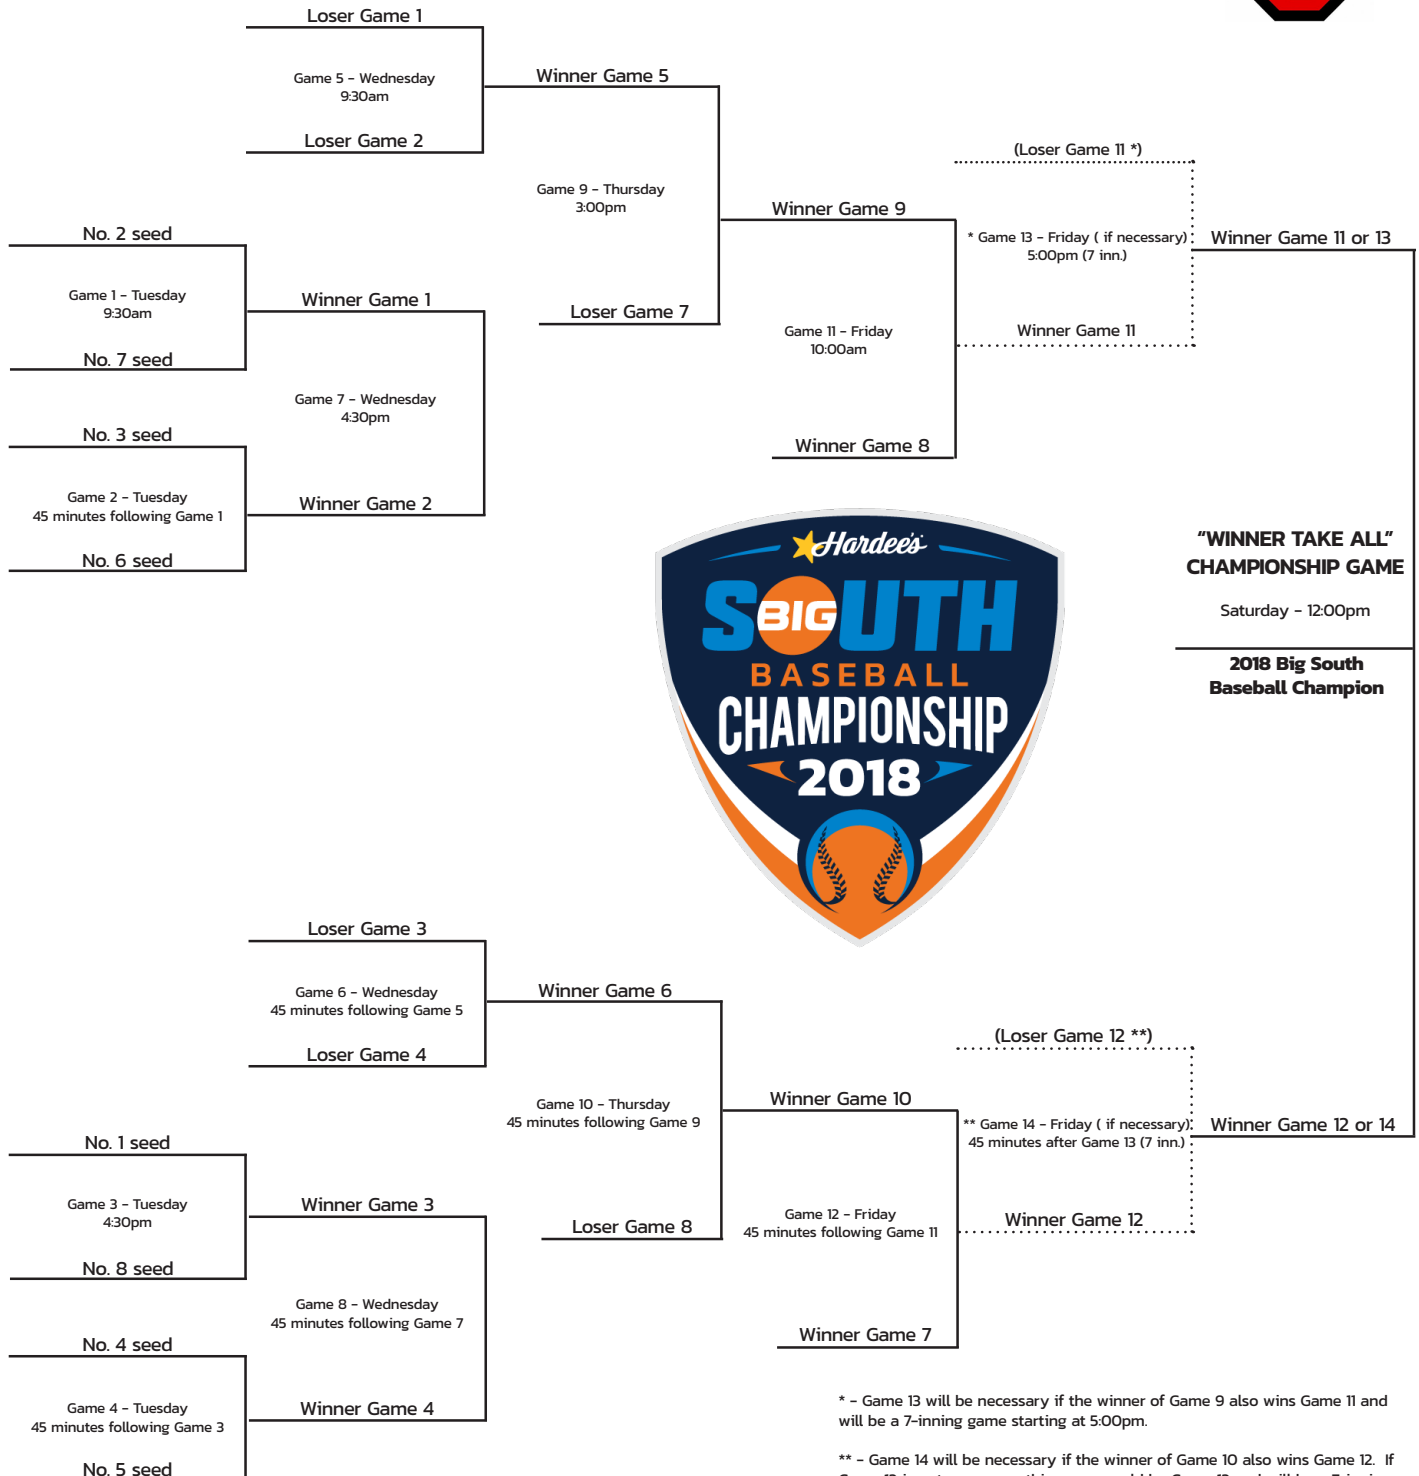 Loser Game 1
Game 5 - Wednesday
9:30am
Loser Game 2
Winner Game 5
Game 9 - Thursday
3:00pm
Loser Game 7
No. 2 seed
Game 1 - Tuesday
9:30am
No. 7 seed
Winner Game 1
Game 7 - Wednesday
4:30pm
No. 3 seed
Game 2 - Tuesday
45 minutes following Game 1
No. 6 seed
Winner Game 2
Winner Game 9
Game 11 - Friday
10:00am
Winner Game 8
(Loser Game 11 *)
* Game 13 - Friday ( if necessary)
5:00pm (7 inn.)
Winner Game 11
Winner Game 11 or 13
Hardee's
SOUTH
BIG
BASEBALL
CHAMPIONSHIP
2018
"WINNER TAKE ALL"
CHAMPIONSHIP GAME
Saturday - 12:00pm
2018 Big South
Baseball Champion
Loser Game 3
Game 6 - Wednesday
45 minutes following Game 5
Loser Game 4
Winner Game 6
Game 10 - Thursday
45 minutes following Game 9
Loser Game 8
No. 1 seed
Game 3 - Tuesday
4:30pm
No. 8 seed
Winner Game 3
Game 8 - Wednesday
45 minutes following Game 7
No. 4 seed
Game 4 - Tuesday
45 minutes following Game 3
No. 5 seed
Winner Game 4
Winner Game 10
Game 12 - Friday
45 minutes following Game 11
Winner Game 7
(Loser Game 12 **)
** Game 14 - Friday ( if necessary)
45 minutes after Game 13 (7 inn.)
Winner Game 12
Winner Game 12 or 14
* - Game 13 will be necessary if the winner of Game 9 also wins Game 11 and
will be a 7-inning game starting at 5:00pm.
** - Game 14 will be necessary if the winner of Game 10 also wins Game 12. If